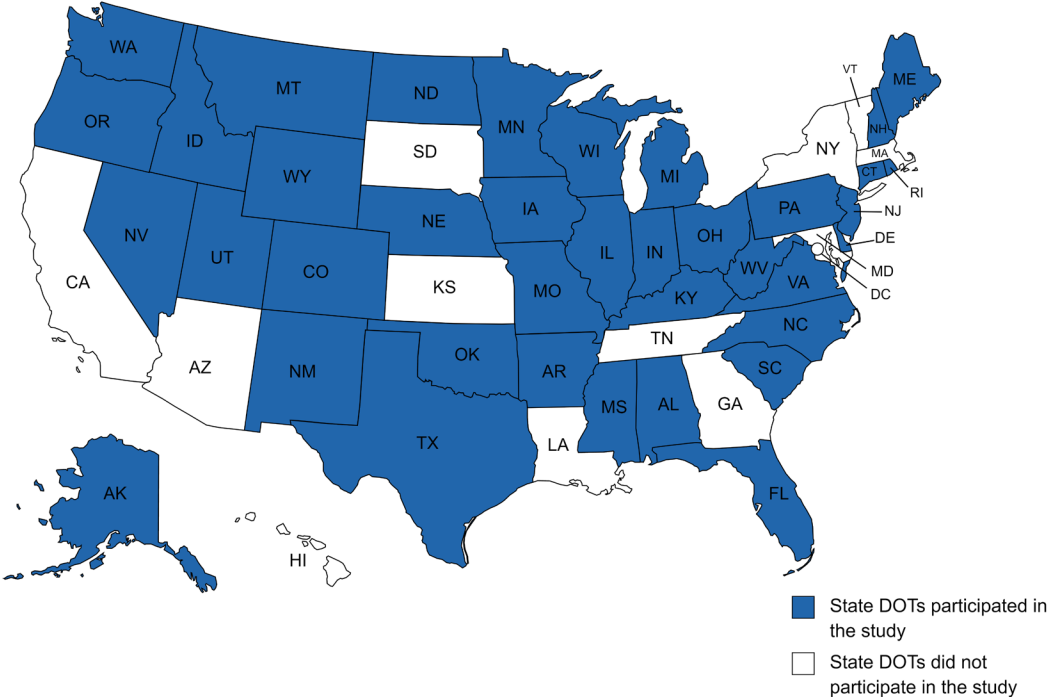 WA
MT
ND
MN
OR
ID
SD
WI
MI
VT
ME
NH
NY
MA
CT
RI
WY
NE
IA
PA
NJ
NV
UT
CO
IL
IN
OH
DE
CA
KS
MO
WV
VA
MD
KY
DC
AZ
NM
OK
AR
TN
NC
SC
TX
LA
MS
AL
GA
AK
FL
HI
State DOTs participated in
the study
State DOTs did not
participate in the study